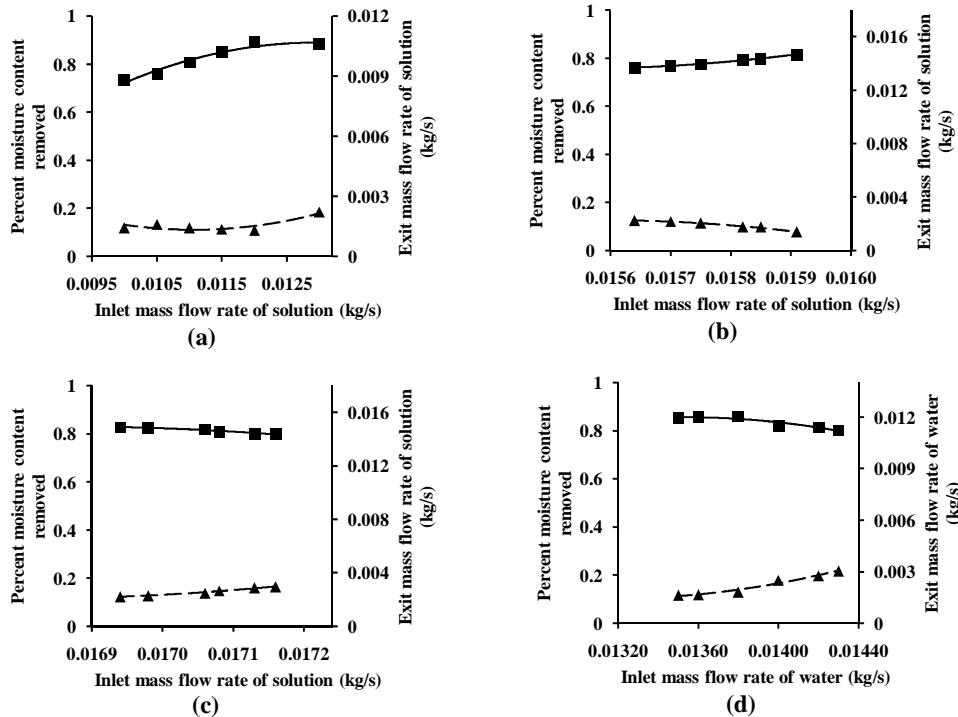 1
0.8
0.6
0.4
0.2
0
Percent moisture content
removed
0.012
0.009
0.006
0.003
0
Exit mass flow rate of solution
(kg/s)
0.0095 0.0105 0.0115 0.0125
Inlet mass flow rate of solution (kg/s)
(a)
1
0.8
0.6
0.4
0.2
0
Percent moisture content
removed
0.016
0.012
0.008
0.004
0
Exit mass flow rate of solution
(kg/s)
0.0156 0.0157 0.0158 0.0159 0.0160
Inlet mass flow rate of solution (kg/s)
(b)
1
0.8
0.6
0.4
0.2
0
Percent moisture content
removed
0.016
0.012
0.008
0.004
0
Exit mass flow rate of solution
(kg/s)
0.0169 0.0170 0.0171 0.0172
Inlet mass flow rate of solution (kg/s)
(c)
1
0.8
0.6
0.4
0.2
0
Percent moisture content
removed
0.012
0.009
0.006
0.003
0
Exit mass flow rate of water
(kg/s)
0.01320 0.01360 0.01400 0.01440
Inlet mass flow rate of water (kg/s)
(d)